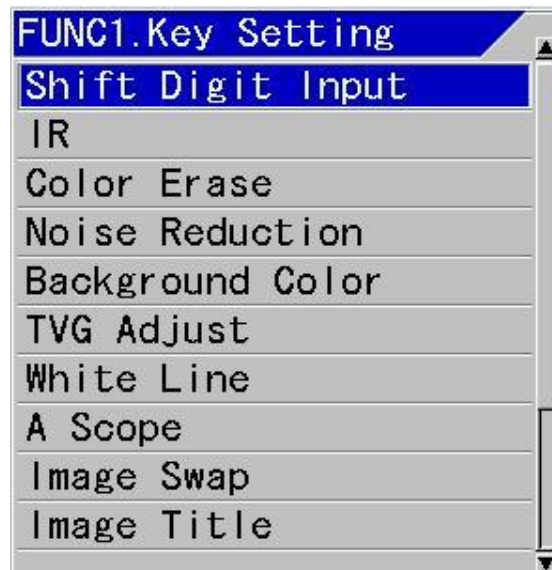 FUNC1.Key Setting
Shift Digit Input
IR
Color Erase
Noise Reduction
Background Color
TVG Adjust
White Line
A Scope
Image Swap
Image Title